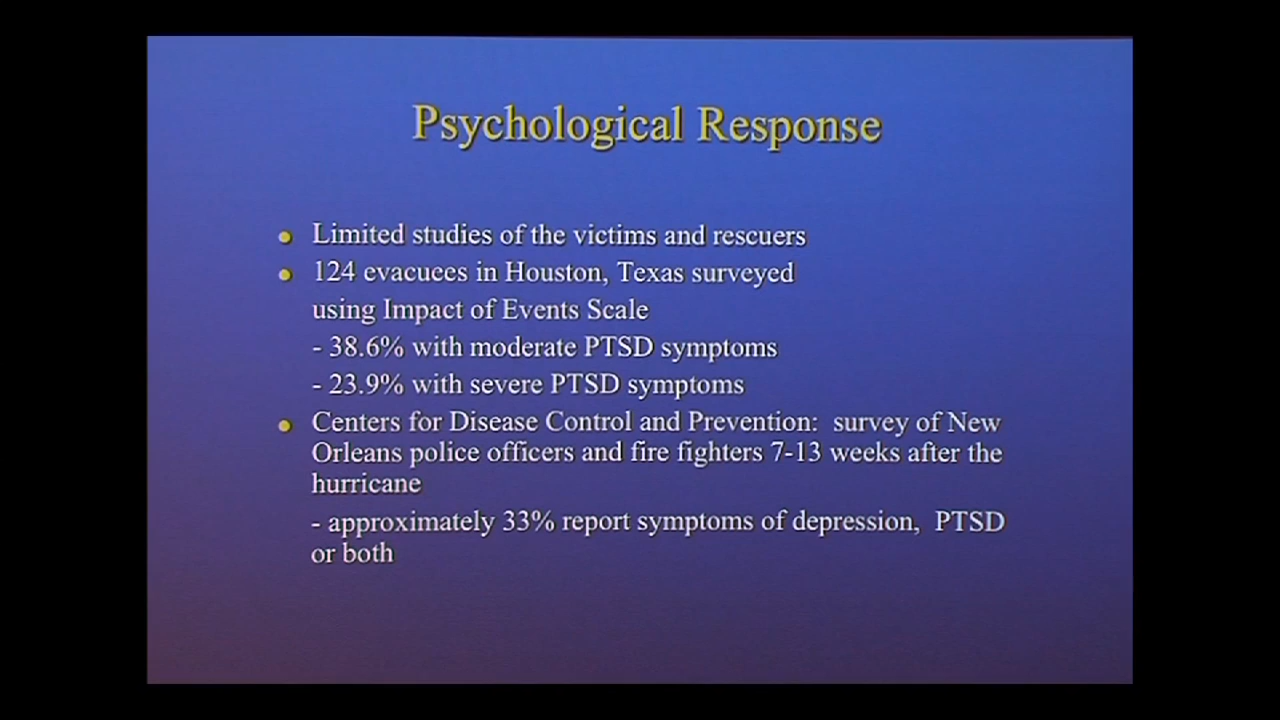 Psychological Response
Limited studies of the victims and rescuers
124 evacuees in Houston, Texas surveyed
using Impact of Events Scale
- 38.6% with moderate PTSD symptoms
- 23.9% with severe PTSD symptoms
Centers for Disease Control and Prevention:  survey of New
Orleans police officers and fire fighters 7-13 weeks after the
hurricane
- approximately 33% report symptoms of depression,  PTSD
or both